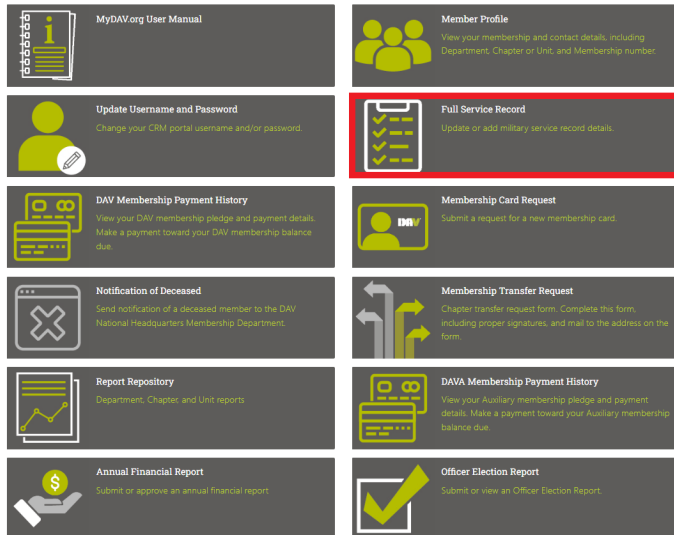 MyDAV.org User Manual
Member Profile
View your membership and contact details, including
Department, Chapter or Unit, and Membership number.
Update Username and Password
Change your CRM portal username and/or password.
Full Service Record
Update or add military service record details.
DAV Membership Payment History
View your DAV membership pledge and payment details.
Make a payment toward your DAV membership balance
due.
DAV
Membership Card Request
Submit a request for a new membership card.
Notification of Deceased
Send notification of a deceased member to the DAV
National Headquarters Membership Department.
Membership Transfer Request
Chapter transfer request form. Complete this form,
including proper signatures, and mail to the address on the
form.
Report Repository
Department, Chapter, and Unit reports
DAVA Membership Payment History
View your Auxiliary membership pledge and payment
details. Make a payment toward your Auxiliary membership
balance due.
$
Annual Financial Report
Submit or approve an annual financial report
Officer Election Report
Submit or view an Officer Election Report.